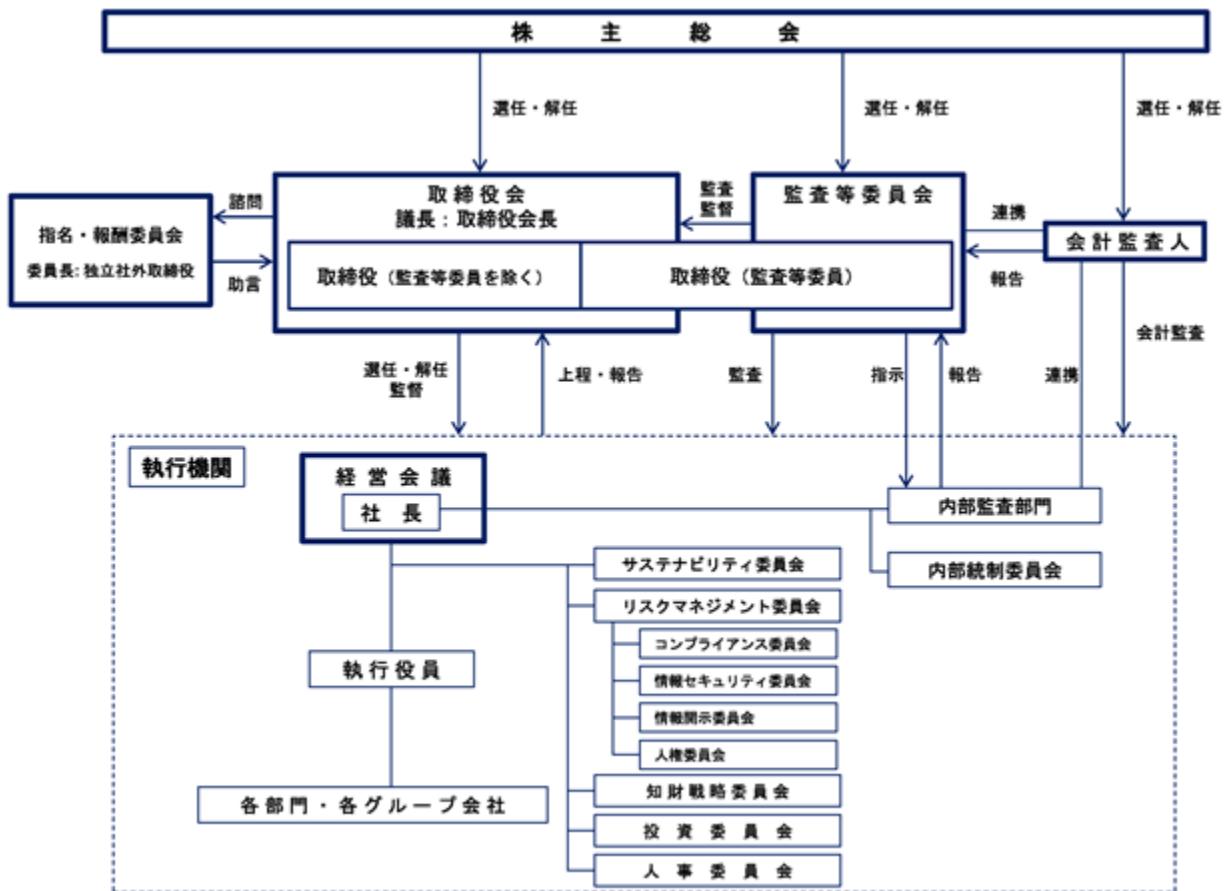 株主総会
選任・解任
選任・解任
選任・解任
取締役会
議長：取締役会長
監査
監督
監査等委員会
連携
会計監査人
報告
諮問
指名・報酬委員会
委員長：独立社外取締役
助言
取締役（監査等委員を除く）
取締役（監査等委員）
選任・解任
監督
上程・報告
監査
指示
報告
連携
会計監査
執行機関
経営会議
社長
内部監査部門
内部統制委員会
サステナビリティ委員会
リスクマネジメント委員会
コンプライアンス委員会
情報セキュリティ委員会
情報開示委員会
人権委員会
執行役員
知財戦略委員会
各部門・各グループ会社
投資委員会
人事委員会